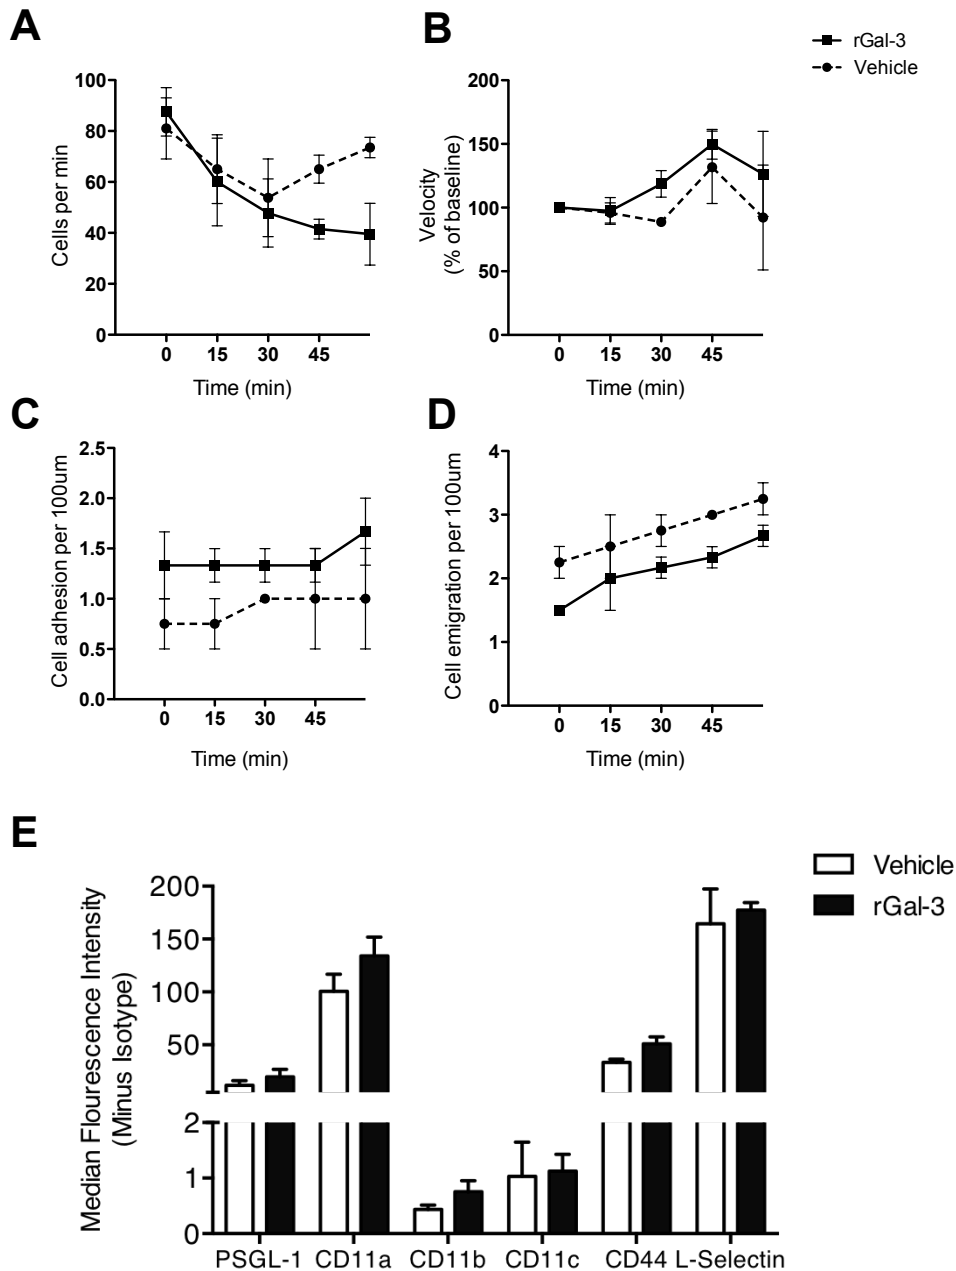 A
B
rGal-3
Vehicle
Cells per min
100
80
60
40
20
0
0 15 30 45
Time (min)
Velocity
(% of baseline)
200
150
100
50
0
0 15 30 45
Time (min)
C
D
Cell adhesion per 100um
2.5
2.0
1.5
1.0
0.5
0.0
0 15 30 45
Time (min)
Cell emigration per 100um
4
3
2
1
0
0 15 30 45
Time (min)
E
Vehicle
rGal-3
Median Flourescence Intensity
(Minus Isotype)
200
150
100
50
2
1
0
PSGL-1 CD11a CD11b CD11c CD44 L-Selectin